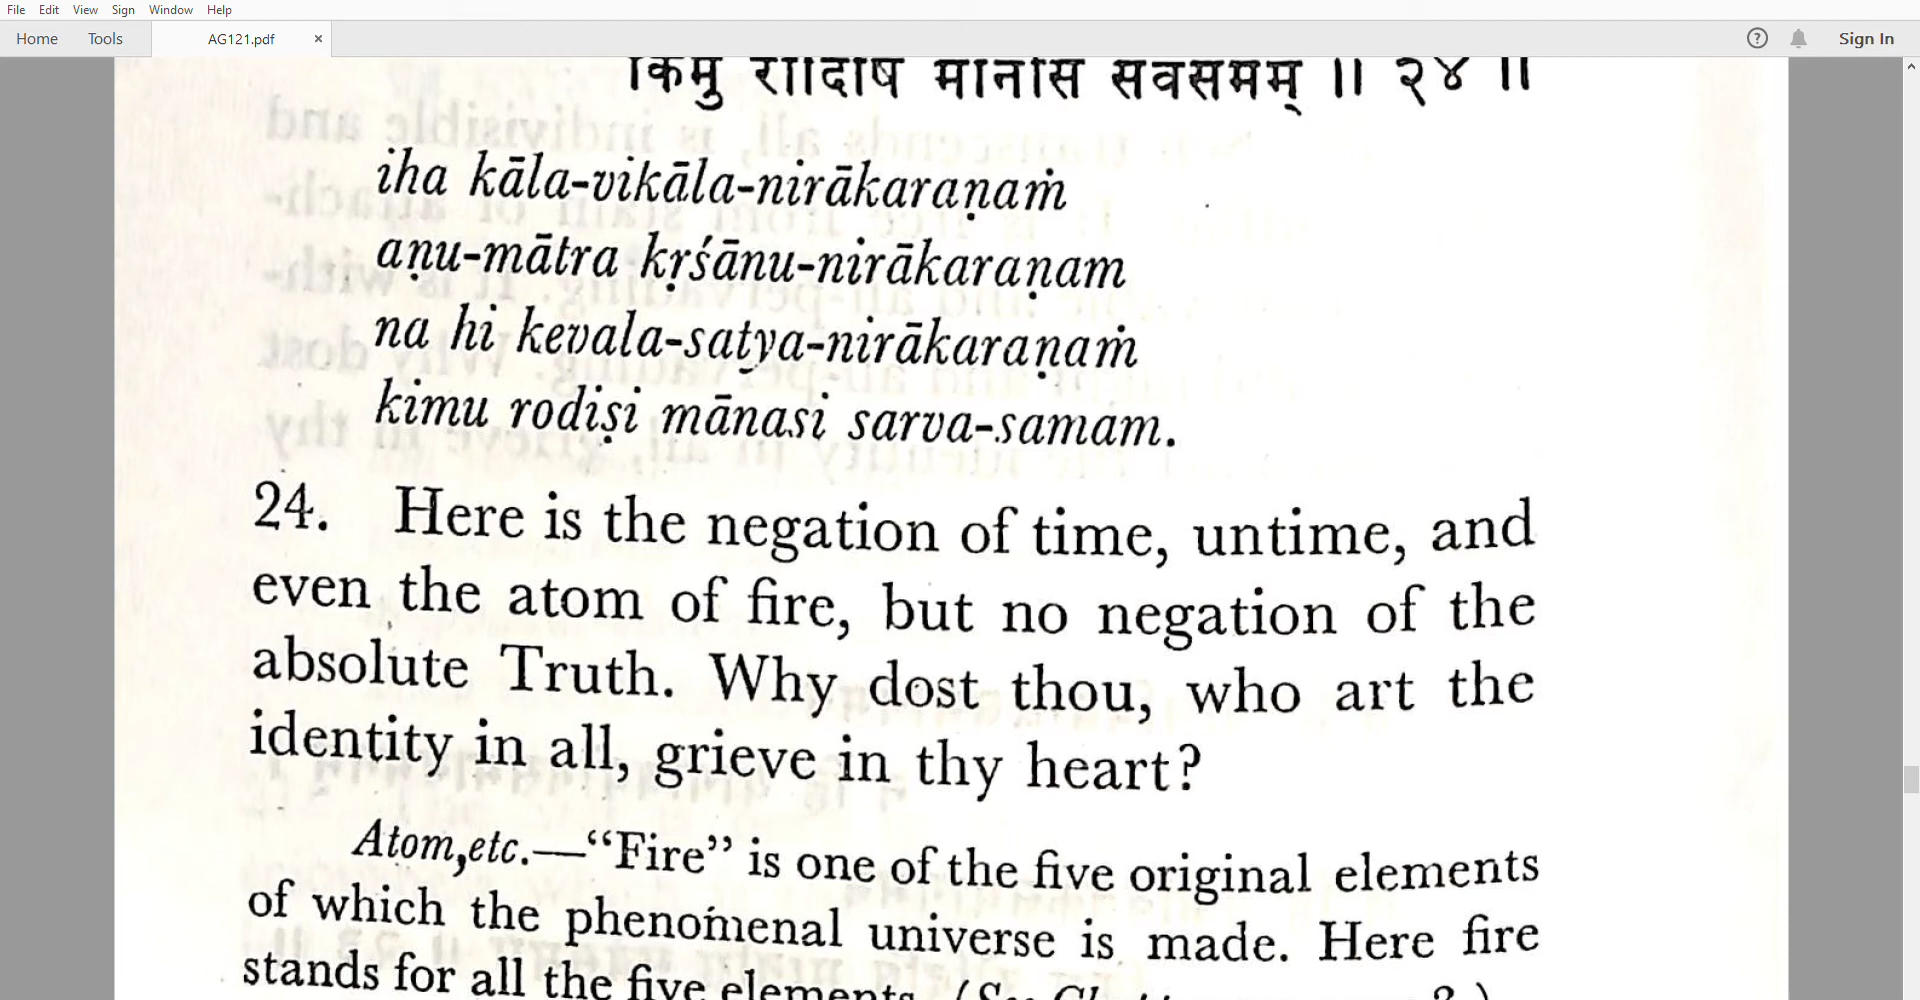 File Edit View Sign Window Help
Home Tools AG121.pdf × ? Sign In
किमु रोदिषि मानसि सर्वसमम् ॥ २४ ॥
iha kāla-vikāla-nirākaraṇaṁ
aṇu-mātra kṛśānu-nirākaraṇam
na hi kevala-satya-nirākaraṇaṁ
kimu rodiṣi mānasi sarva-samam.
24. Here is the negation of time, untime, and
even the atom of fire, but no negation of the
absolute Truth. Why dost thou, who art the
identity in all, grieve in thy heart?
Atom, etc.—“Fire” is one of the five original elements
of which the phenomenal universe is made. Here fire
stands for all the five elements. (See